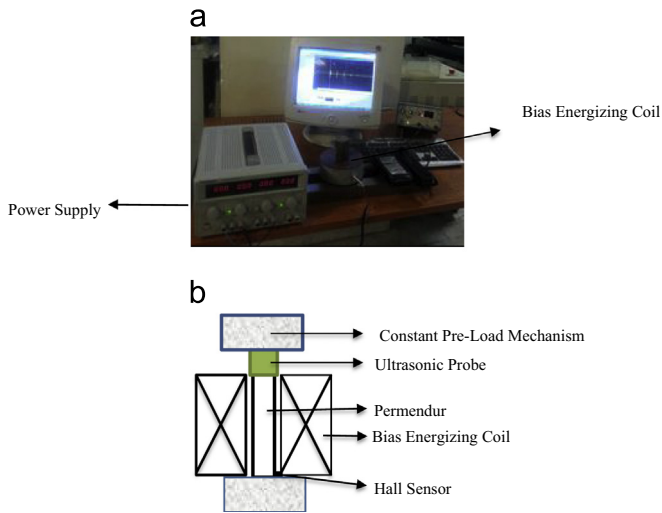 a
Bias Energizing Coil
Power Supply
b
Constant Pre-Load Mechanism
Ultrasonic Probe
Permendur
Bias Energizing Coil
Hall Sensor